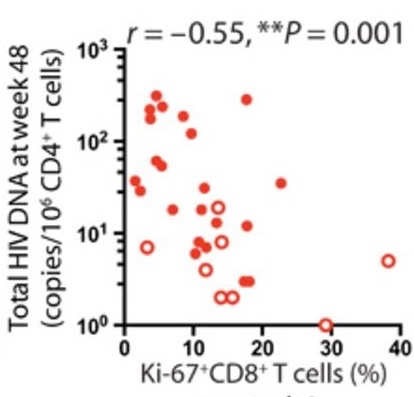 r = −0.55, **P = 0.001
Total HIV DNA at week 48
(copies/10⁶ CD4⁺ T cells)
10³
10²
10¹
10⁰
0 10 20 30 40
Ki-67⁺CD8⁺ T cells (%)